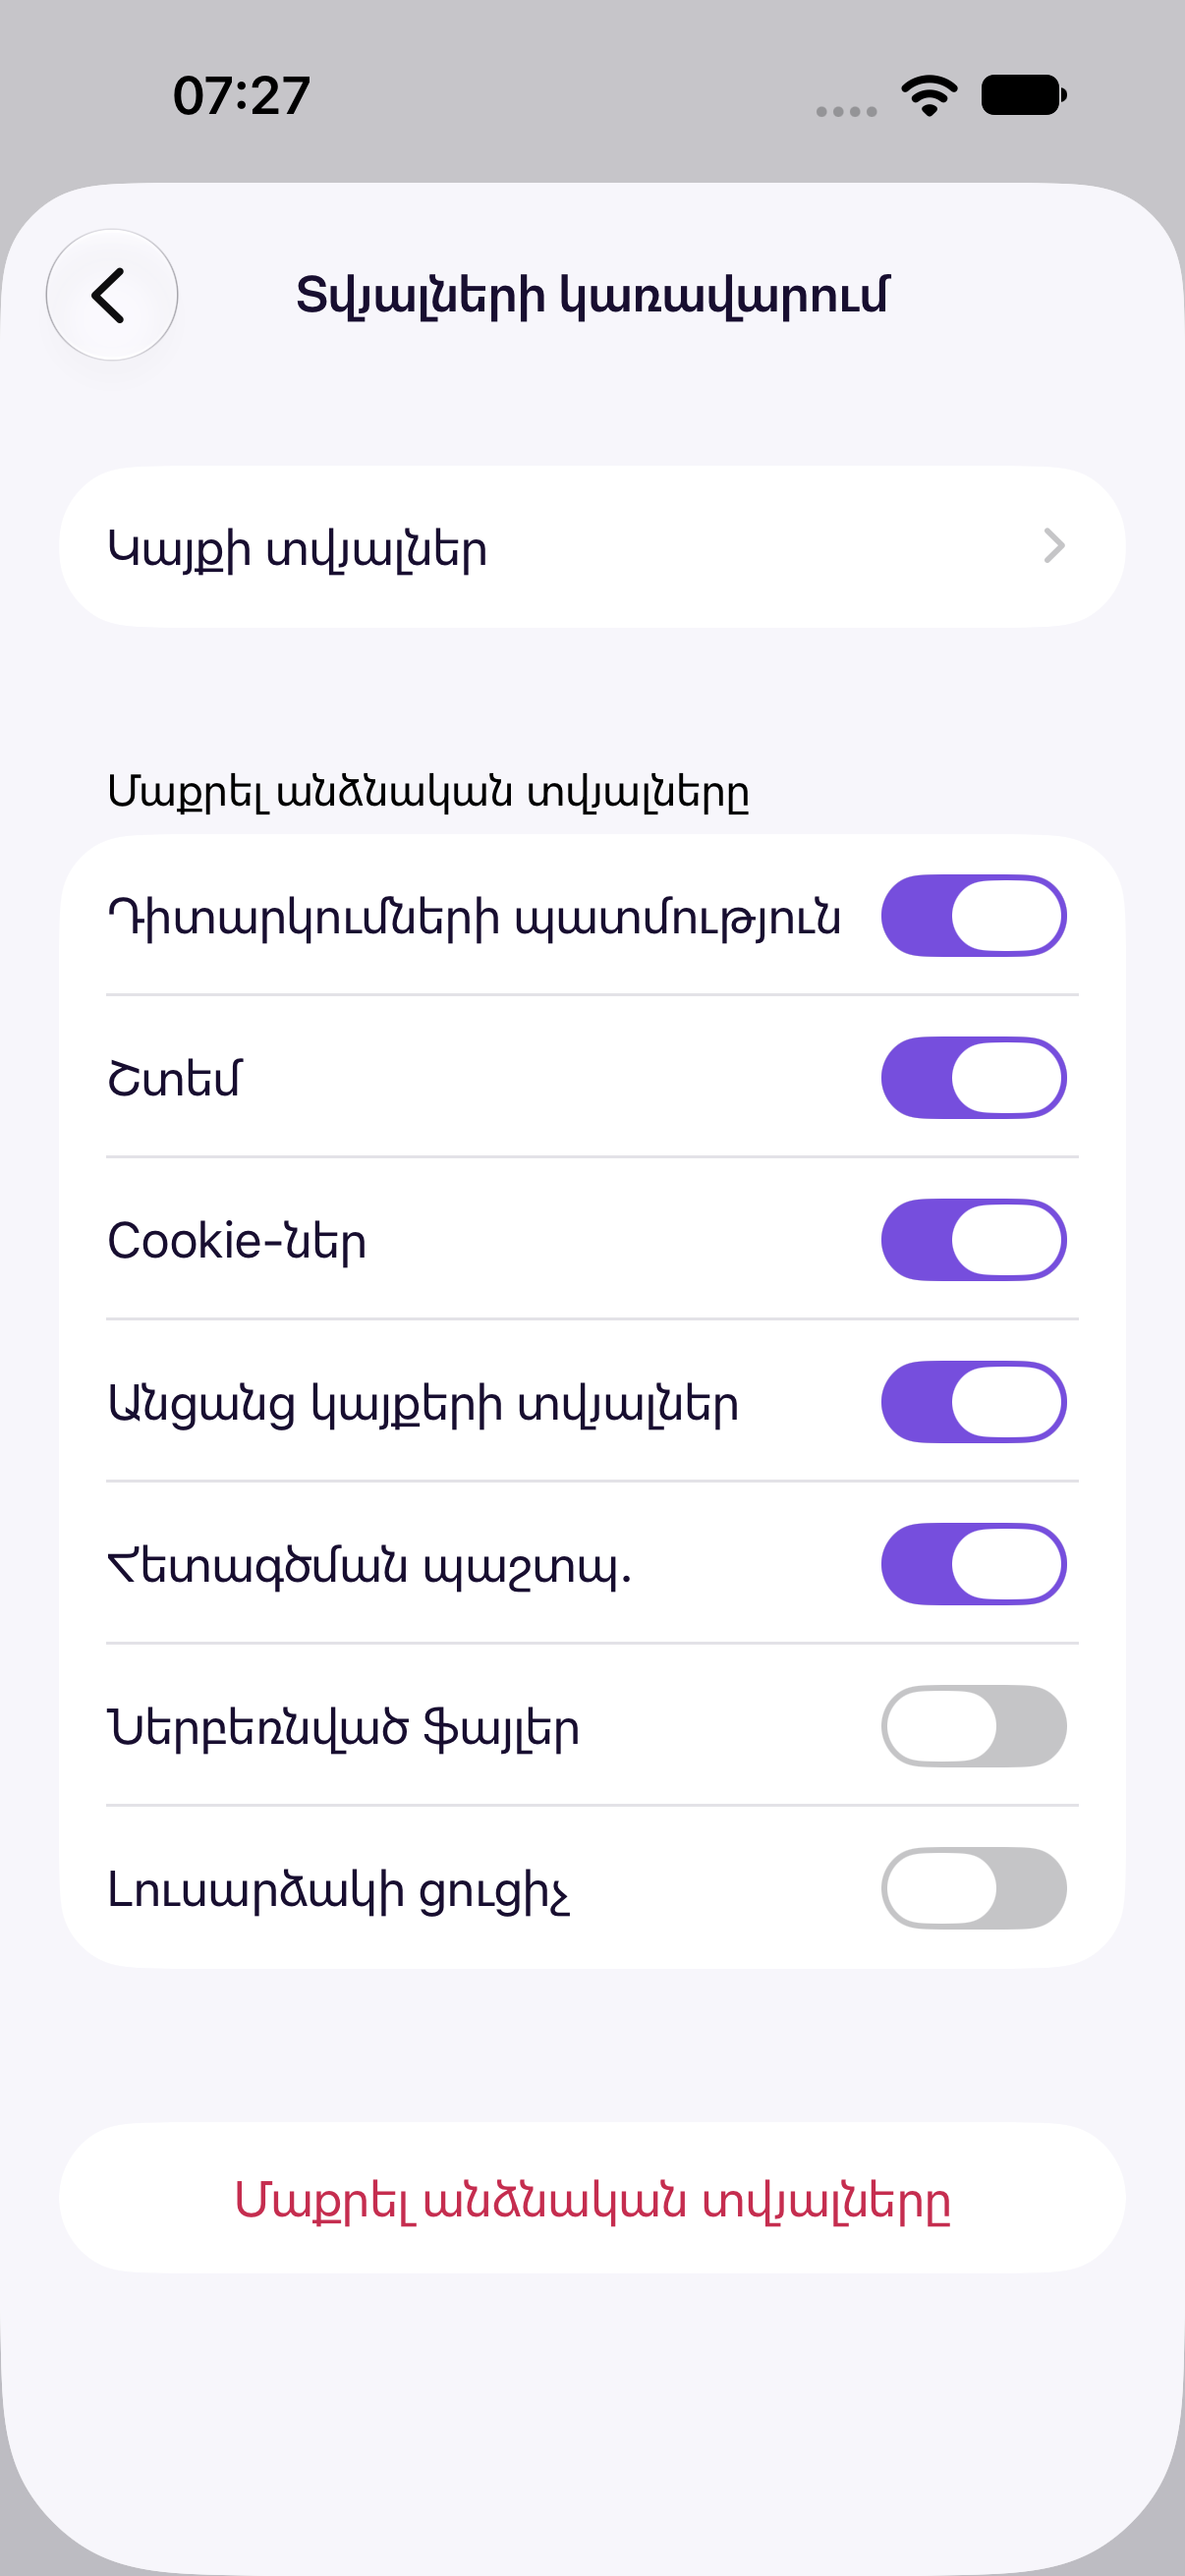 07:27
Տվյալների կառավարում
Կայքի տվյալներ
Մաքրել անձնական տվյալները
Դիտարկումների պատմություն
Շտեմ
Cookie-ներ
Անցանց կայքերի տվյալներ
Հետագծման պաշտպ.
Ներբեռնված ֆայլեր
Լուսարձակի ցուցիչ
Մաքրել անձնական տվյալները